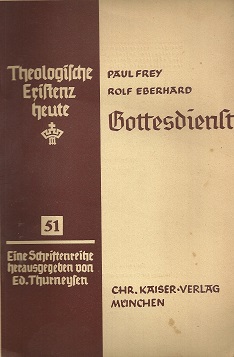 Theologische
Existenz
heute
51
Eine Schriftenreihe
herausgegeben von
Ed. Thurneysen
PAUL FREY
ROLF EBERHARD
Gottesdienst
CHR. KAISER-VERLAG
MÜNCHEN